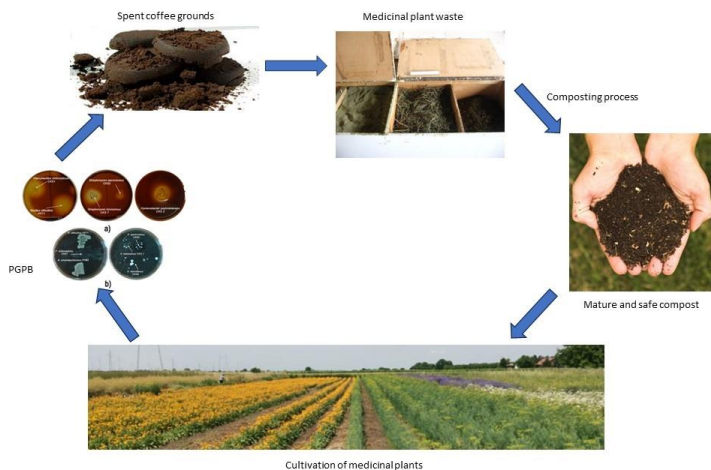 Spent coffee grounds
Medicinal plant waste
Composting process
a)
PGPB
b)
Mature and safe compost
Cultivation of medicinal plants